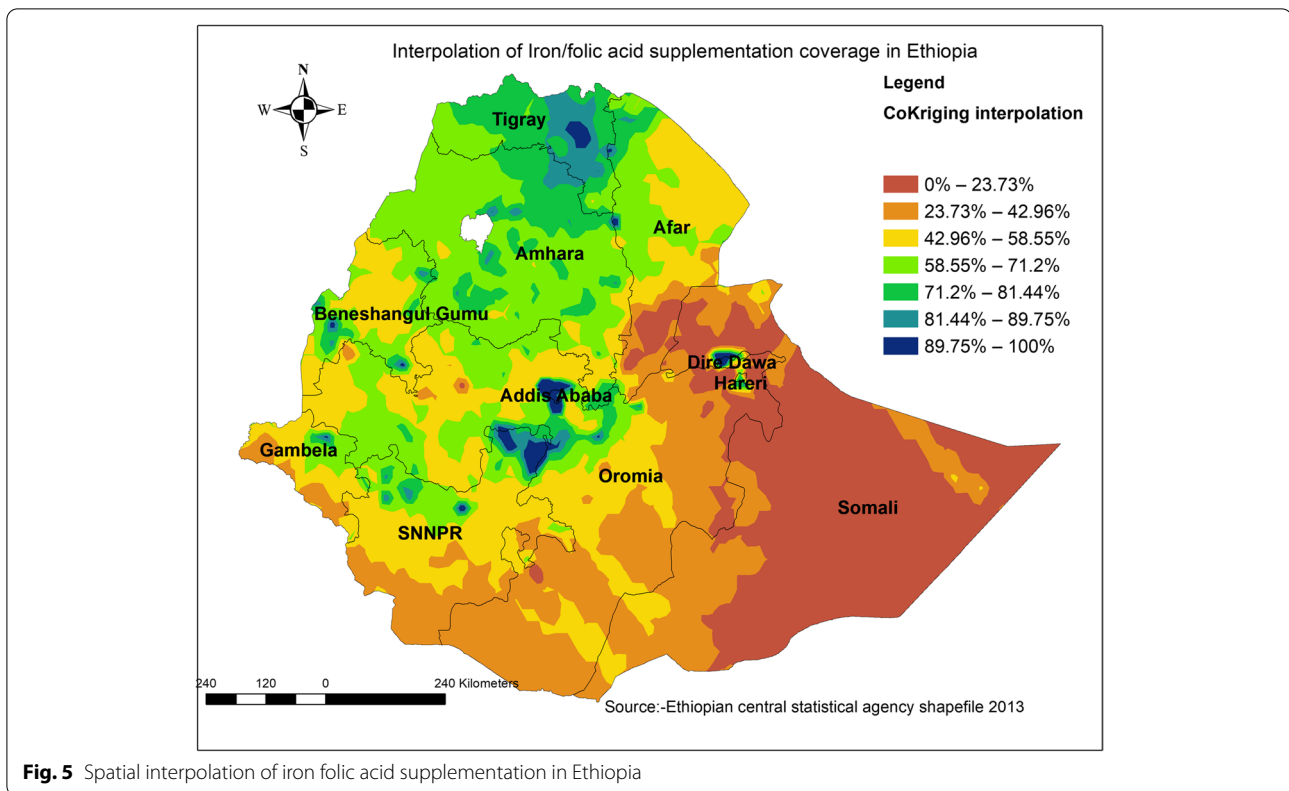 Interpolation of Iron/folic acid supplementation coverage in Ethiopia
N
W E
S
Legend
CoKriging interpolation
0% – 23.73%
23.73% – 42.96%
42.96% – 58.55%
58.55% – 71.2%
71.2% – 81.44%
81.44% – 89.75%
89.75% – 100%
Tigray
Afar
Amhara
Beneshangul Gumu
Dire Dawa
Hareri
Addis Ababa
Gambela
Oromia
Somali
SNNPR
240 120 0 240 Kilometers
Source:-Ethiopian central statistical agency shapefile 2013
Fig. 5 Spatial interpolation of iron folic acid supplementation in Ethiopia